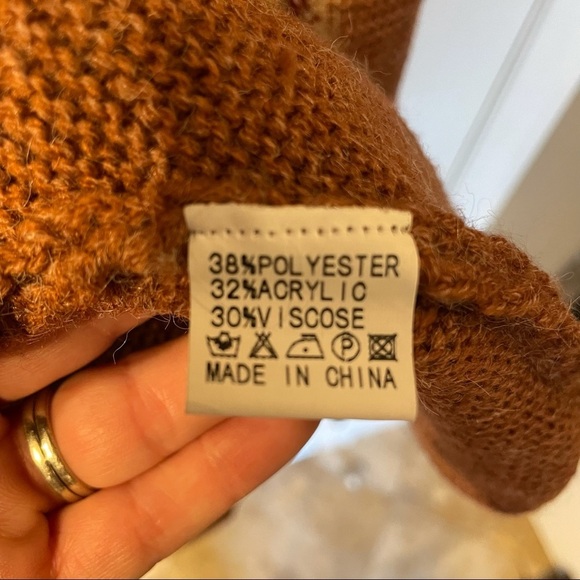 38%POLYESTER
32%ACRYLIC
30%VISCOSE
P
MADE IN CHINA